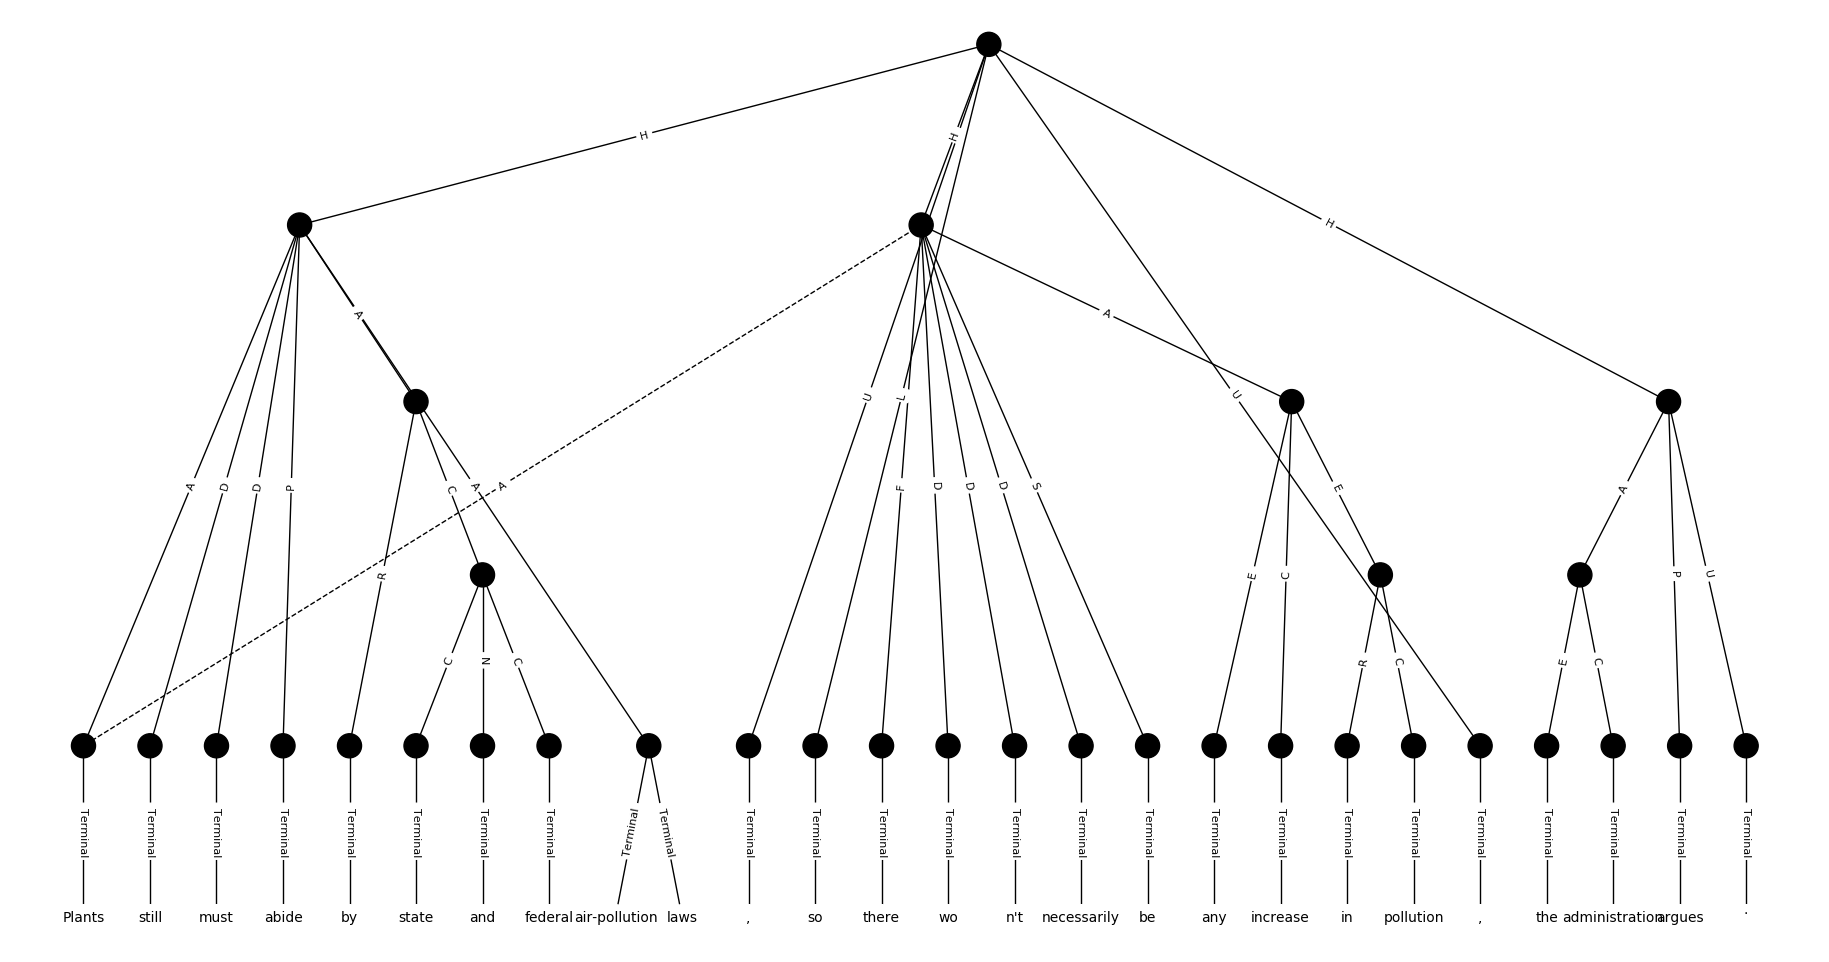 H
H
H
A
A
U
L
U
A
D
D
P
C
A
A
F
D
D
D
S
E
A
R
E
C
P
U
C
N
C
R
C
E
C
Terminal Terminal Terminal Terminal Terminal Terminal Terminal Terminal Terminal Terminal Terminal Terminal Terminal Terminal Terminal Terminal Terminal Terminal Terminal Terminal Terminal Terminal Terminal Terminal Terminal Terminal
Plants still must abide by state and federal air-pollution laws , so there wo n't necessarily be any increase in pollution , the administration argues .